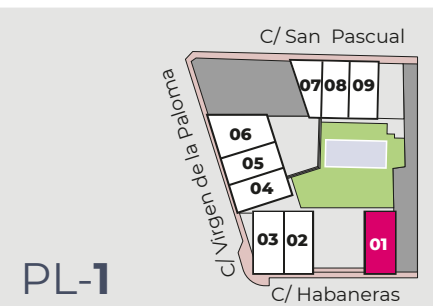 C/ San Pascual
07 08 09
C/ Virgen de la Paloma
06
05
04
03 02
01
PL-1
C/ Habaneras